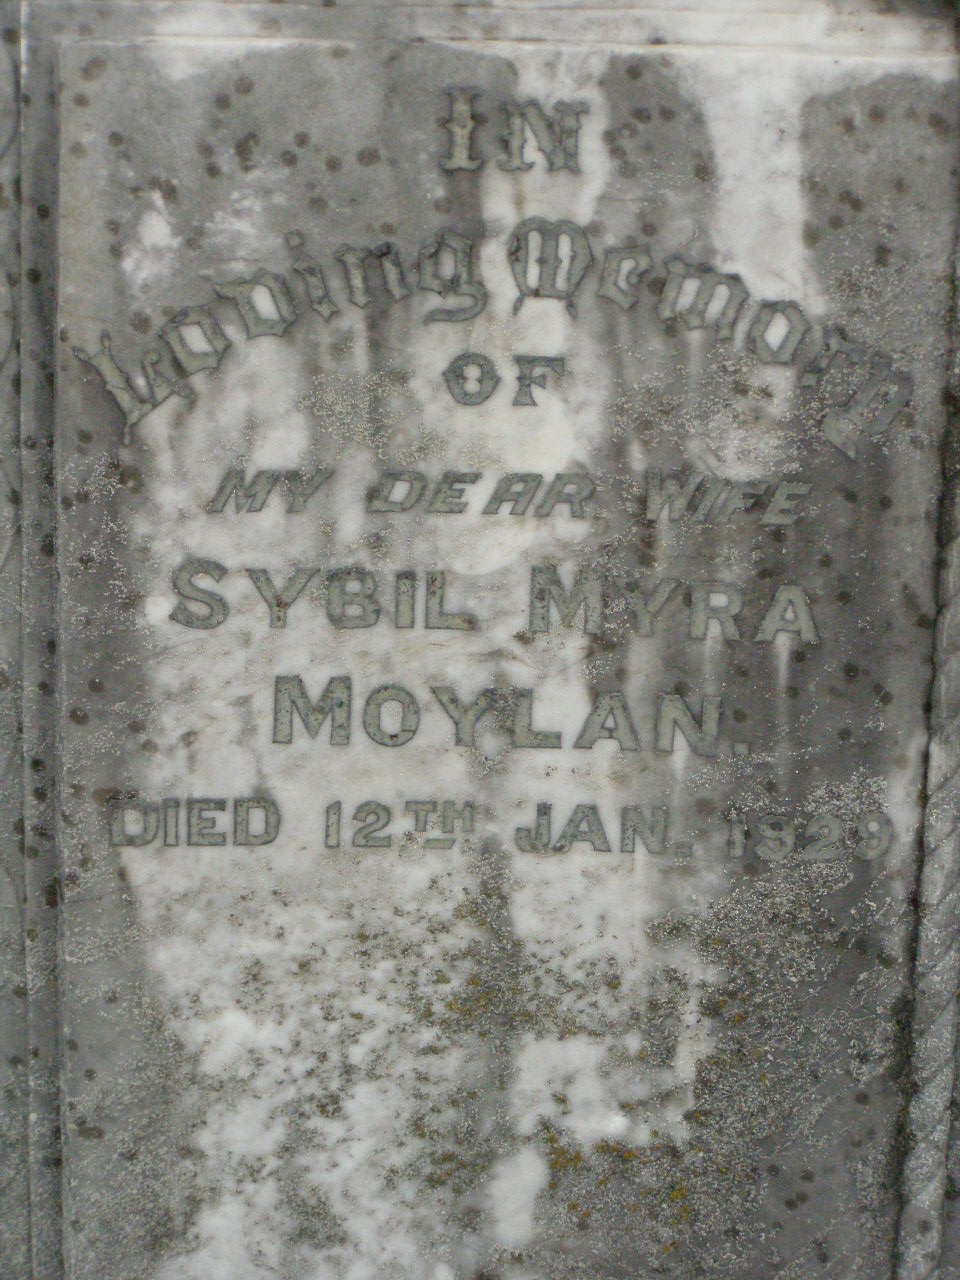 IN
Loving Memory
OF
MY DEAR WIFE
SYBIL MYRA
MOYLAN.
DIED 12TH JAN. 1929